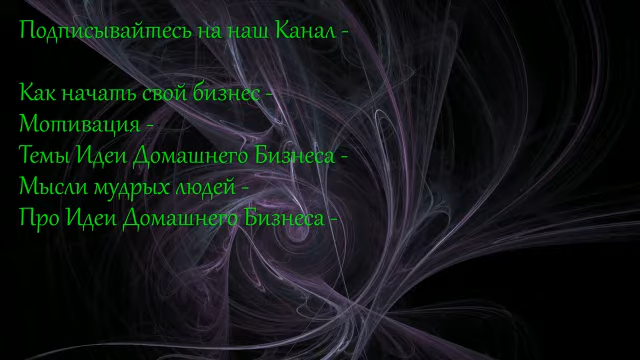 Подписывайтесь на наш Канал -
Как начать свой бизнес -
Мотивация -
Темы Идеи Домашнего Бизнеса -
Мысли мудрых людей -
Про Идеи Домашнего Бизнеса -